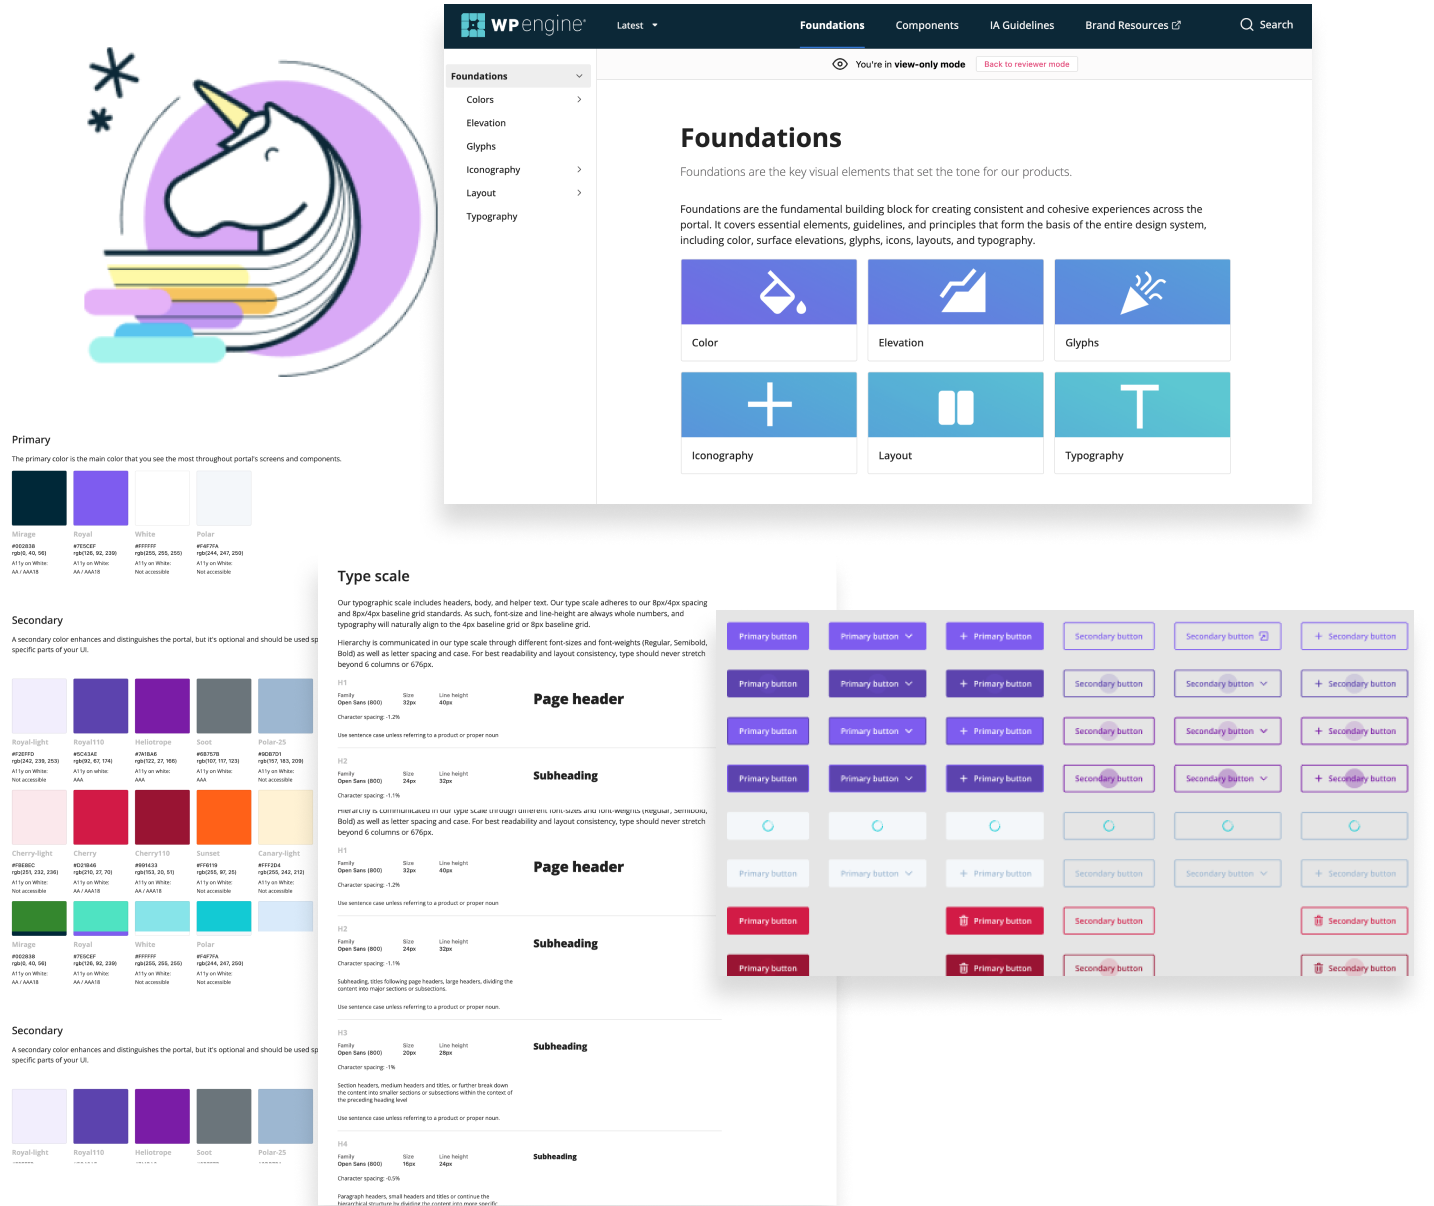 WPengine®
Latest
Foundations
Components
IA Guidelines
Brand Resources
Search
You're in view-only mode
Back to reviewer mode
Foundations
Colors
Elevation
Glyphs
Iconography
Layout
Typography
Foundations
Foundations are the key visual elements that set the tone for our products.
Foundations are the fundamental building block for creating consistent and cohesive experiences across the
portal. It covers essential elements, guidelines, and principles that form the basis of the entire design system,
including color, surface elevations, glyphs, icons, layouts, and typography.
Color
Elevation
Glyphs
Iconography
Layout
Typography
Primary
The primary color is the main color that you see the most throughout portal's screens and components.
Mirage
Royal
White
Polar
#002838
#7E5CEF
#FFFFFF
#F4F7FA
rgb(0, 40, 56)
rgb(126, 92, 239)
rgb(255, 255, 255)
rgb(244, 247, 250)
A11y on White:
A11y on White:
A11y on White:
A11y on White:
AA / AAA18
AA / AAA18
Not accessible
Not accessible
Secondary
A secondary color enhances and distinguishes the portal, but it's optional and should be used sp
specific parts of your UI.
Royal-light
Royal110
Heliotrope
Soot
Polar-25
#F2EFFD
#5C43AE
#7A1BA6
#6B757B
#9DB7D1
rgb(242, 239, 253)
rgb(92, 67, 174)
rgb(122, 27, 166)
rgb(107, 117, 123)
rgb(157, 183, 209)
A11y on White:
A11y on white:
A11y on white:
A11y on White:
A11y on White:
Not accessible
AAA
AAA
AAA
Not accessible
Cherry-light
Cherry
Cherry110
Sunset
Canary-light
#FBE8EC
#D21B46
#991433
#FF6119
#FFF2D4
rgb(251, 232, 236)
rgb(210, 27, 70)
rgb(153, 20, 51)
rgb(255, 97, 25)
rgb(255, 242, 212)
A11y on White:
A11y on White:
A11y on White:
A11y on White:
A11y on White:
Not accessible
AA / AAA18
AA / AAA18
Not accessible
Not accessible
Mirage
Royal
White
Polar
#002838
#7E5CEF
#FFFFFF
#F4F7FA
rgb(0, 40, 56)
rgb(126, 92, 239)
rgb(255, 255, 255)
rgb(244, 247, 250)
A11y on White:
A11y on White:
A11y on White:
A11y on White:
AA / AAA18
AA / AAA18
Not accessible
Not accessible
Secondary
A secondary color enhances and distinguishes the portal, but it's optional and should be used sp
specific parts of your UI.
Royal-light
Royal110
Heliotrope
Soot
Polar-25
Type scale
Our typographic scale includes headers, body, and helper text. Our type scale adheres to our 8px/4px spacing
and 8px/4px baseline grid standards. As such, font-size and line-height are always whole numbers, and
typography will naturally align to the 4px baseline grid or 8px baseline grid.
Hierarchy is communicated in our type scale through different font-sizes and font-weights (Regular, Semibold,
Bold) as well as letter spacing and case. For best readability and layout consistency, type should never stretch
beyond 6 columns or 676px.
H1
Family
Size
Line height
Open Sans (800)
32px
40px
Page header
Character spacing: -1.2%
Use sentence case unless referring to a product or proper noun
H2
Family
Size
Line height
Open Sans (800)
24px
32px
Subheading
Character spacing: -1.1%
Hierarchy is communicated in our type scale through different font-sizes and font-weights (Regular, Semibold,
Bold) as well as letter spacing and case. For best readability and layout consistency, type should never stretch
beyond 6 columns or 676px.
H1
Family
Size
Line height
Open Sans (800)
32px
40px
Page header
Character spacing: -1.2%
Use sentence case unless referring to a product or proper noun
H2
Family
Size
Line height
Open Sans (800)
24px
32px
Subheading
Character spacing: -1.1%
Subheading, titles following page headers, large headers, dividing the
content into major sections or subsections.
Use sentence case unless referring to a product or proper noun.
H3
Family
Size
Line height
Open Sans (800)
20px
28px
Subheading
Character spacing: -1%
Section headers, medium headers and titles, or further break down
the content into smaller sections or subsections within the context of
the preceding heading level
Use sentence case unless referring to a product or proper noun.
H4
Family
Size
Line height
Open Sans (800)
16px
24px
Subheading
Character spacing: -0.5%
Paragraph headers, small headers and titles or continue the
hierarchical structure by dividing the content into more specific
Primary button
Primary button
Primary button
Secondary button
Secondary button
Secondary button
Primary button
Primary button
Primary button
Secondary button
Secondary button
Secondary button
Primary button
Primary button
Primary button
Secondary button
Secondary button
Secondary button
Primary button
Primary button
Primary button
Secondary button
Secondary button
Secondary button
Primary button
Primary button
Primary button
Secondary button
Secondary button
Secondary button
Primary button
Primary button
Secondary button
Secondary button
Primary button
Primary button
Secondary button
Secondary button